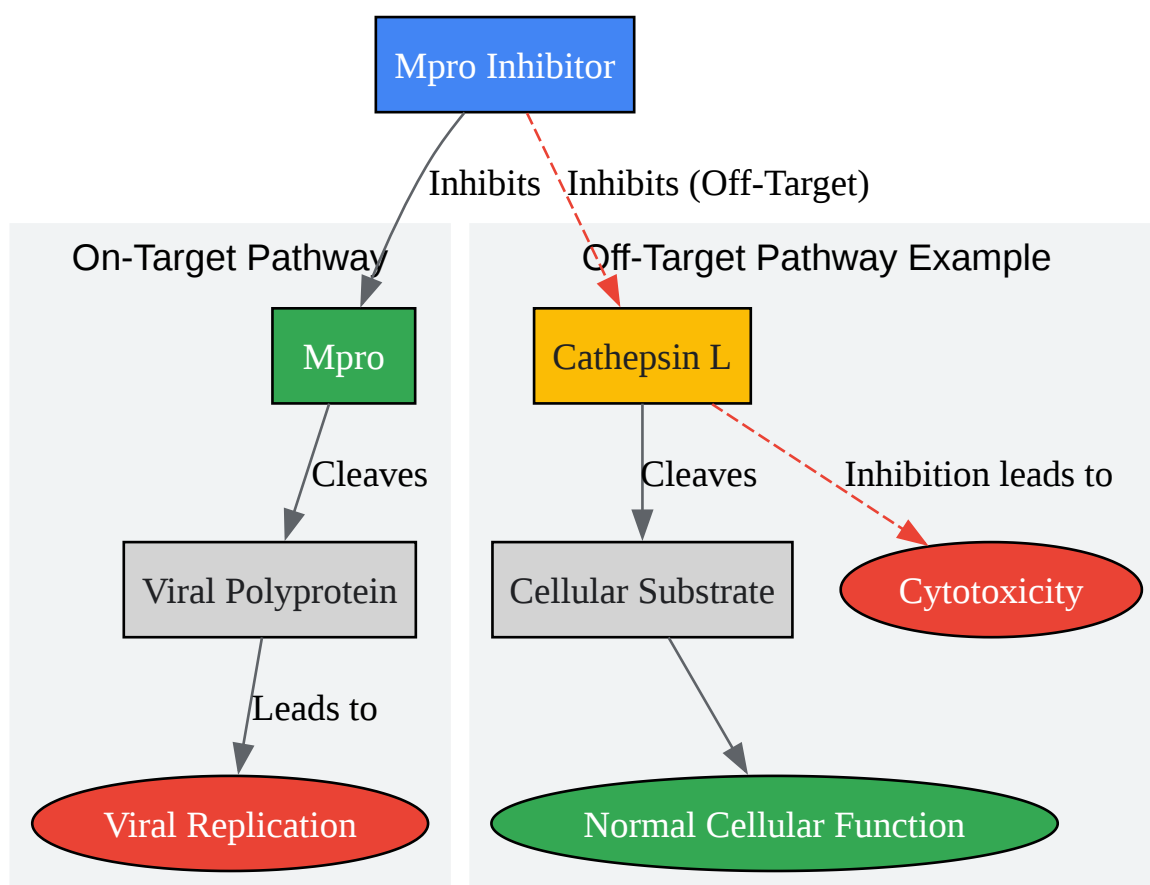 Mpro Inhibitor
Inhibits
Inhibits (Off-Target)
On-Target Pathway
Off-Target Pathway Example
Mpro
Cathepsin L
Cleaves
Cleaves
Inhibition leads to
Viral Polyprotein
Cellular Substrate
Cytotoxicity
Leads to
Viral Replication
Normal Cellular Function